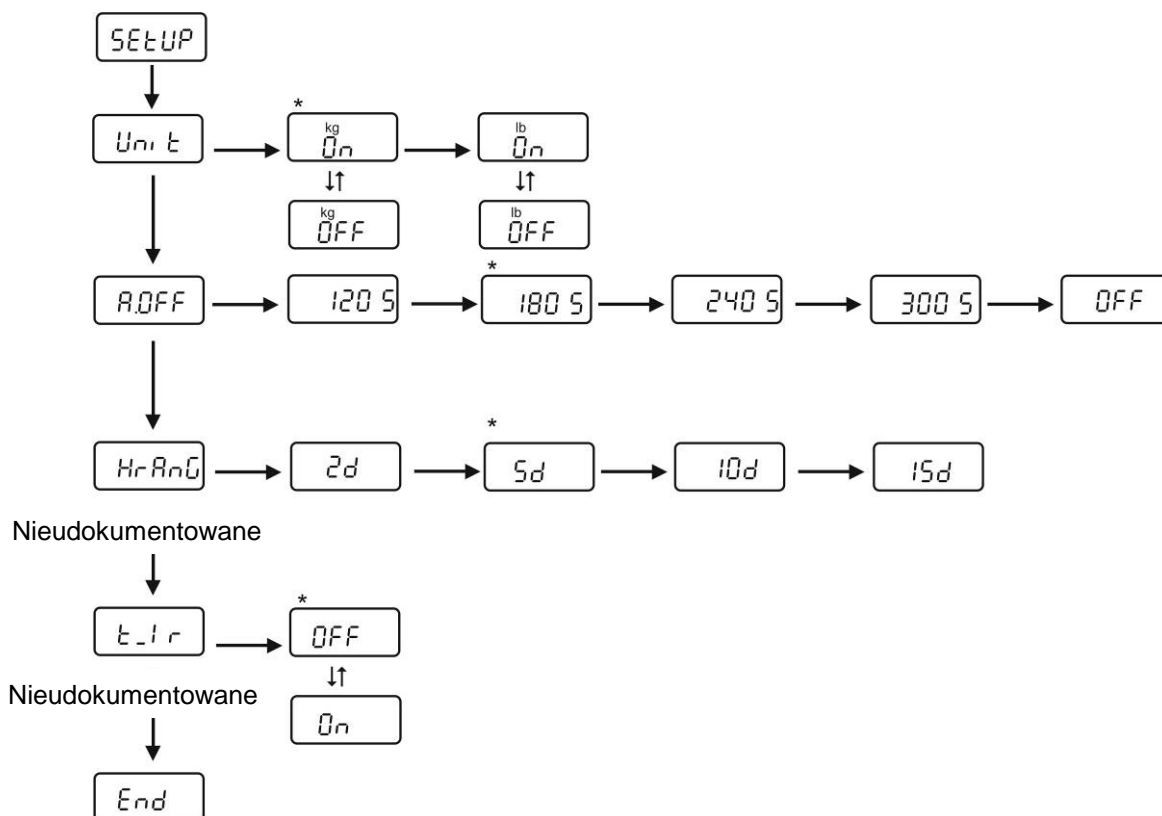 SEtUP
*
Unit kg On lb On
kg OFF lb OFF
*
A.OFF 120 S 180 S 240 S 300 S OFF
*
HrAnG 2d 5d 10d 15d
Nieudokumentowane
*
t_Ir OFF
Nieudokumentowane
On
End